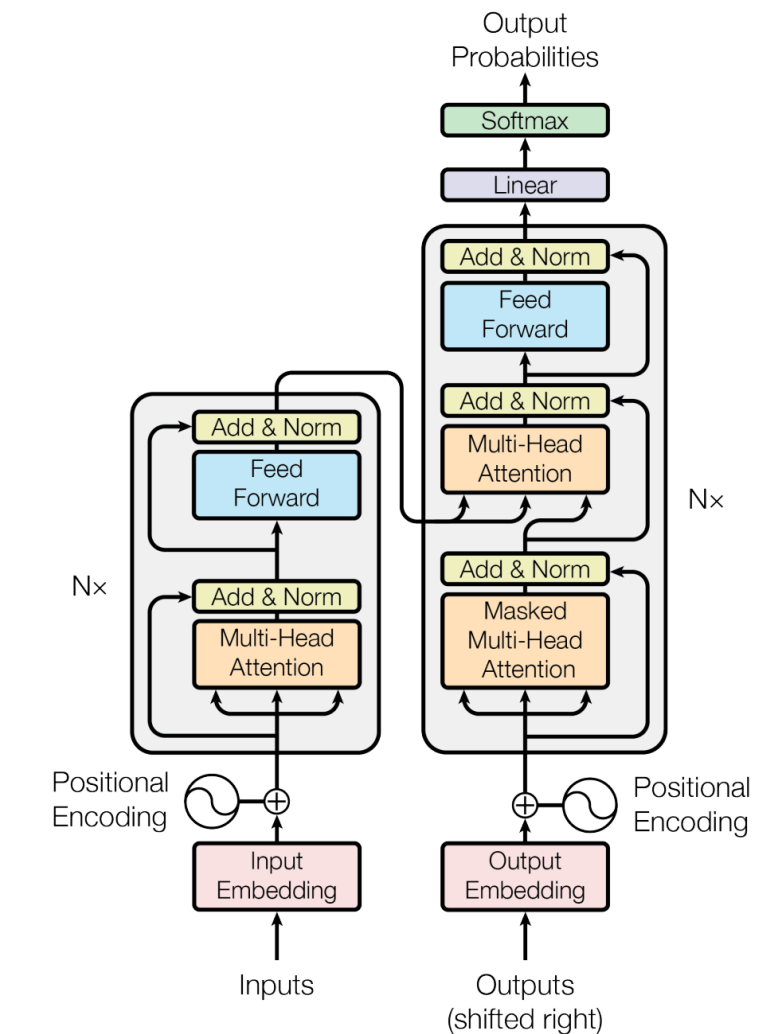 Output
Probabilities
Softmax
Linear
Add & Norm
Feed
Forward
Add & Norm
Multi-Head
Attention
Nx
Add & Norm
Masked
Multi-Head
Attention
Add & Norm
Feed
Forward
Nx
Add & Norm
Multi-Head
Attention
Positional
Encoding
Positional
Encoding
Input
Embedding
Output
Embedding
Inputs
Outputs
(shifted right)